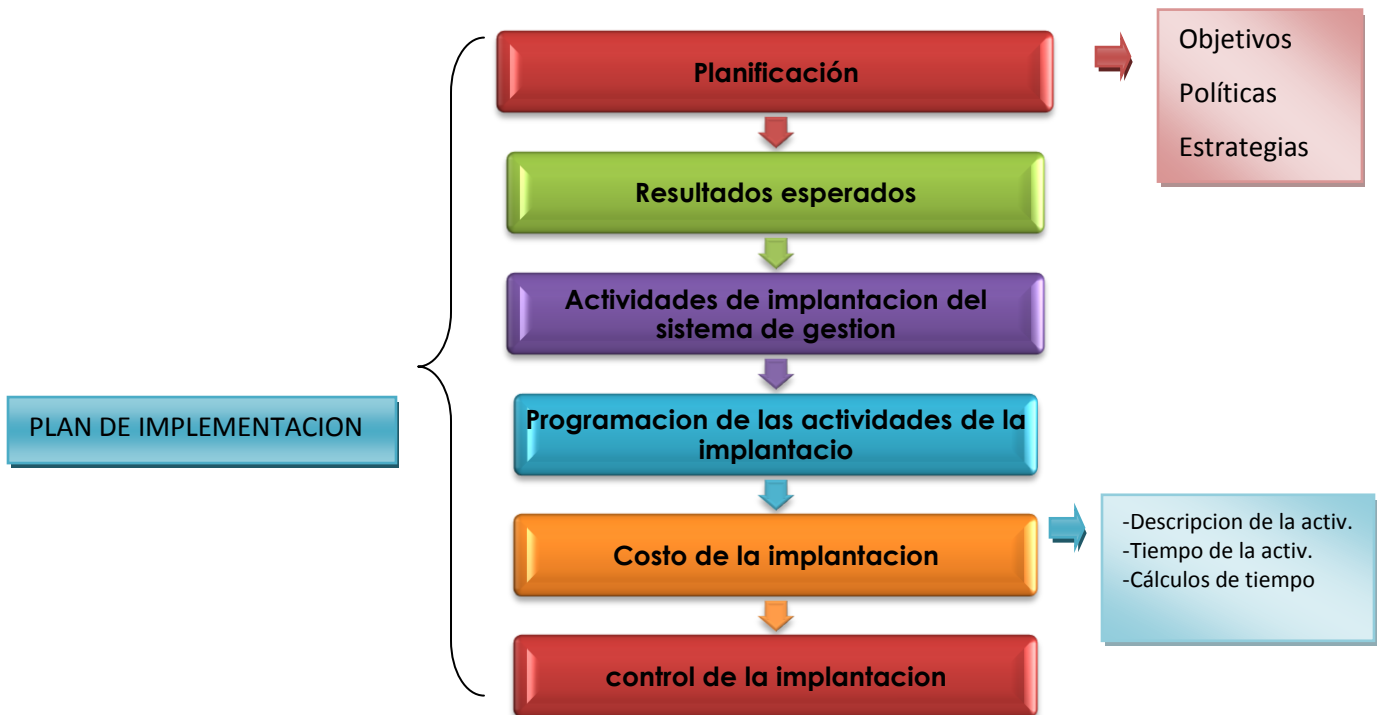 Planificación
Objetivos
Políticas
Estrategias
Resultados esperados
Actividades de implantacion del
sistema de gestion
PLAN DE IMPLEMENTACION
Programacion de las actividades de la
implantacio
Costo de la implantacion
-Descripcion de la activ.
-Tiempo de la activ.
-Cálculos de tiempo
control de la implantacion